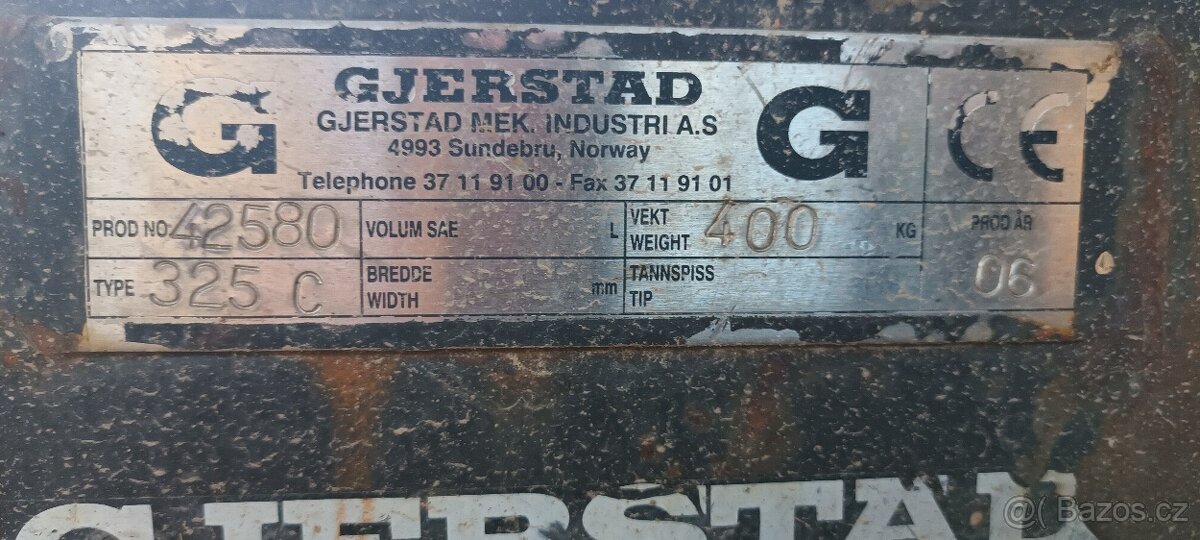 G GJERSTAD G CE
GJERSTAD MEK. INDUSTRI A.S
4993 Sundebru, Norway
Telephone 37 11 91 00 - Fax 37 11 91 01
PROD NO 42580 VOLUM SAE L VEKT WEIGHT 400 KG PROD ÅR
TYPE 325 C BREDDE WIDTH mm TANNSPISS TIP 06
GJERSTAD
@( Bazos.cz